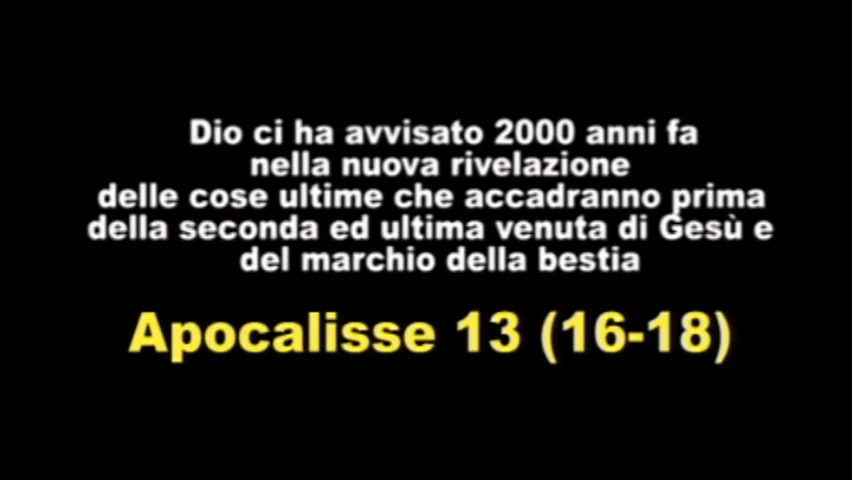 Dio ci ha avvisato 2000 anni fa
nella nuova rivelazione
delle cose ultime che accadranno prima
della seconda ed ultima venuta di Gesù e
del marchio della bestia
Apocalisse 13 (16-18)